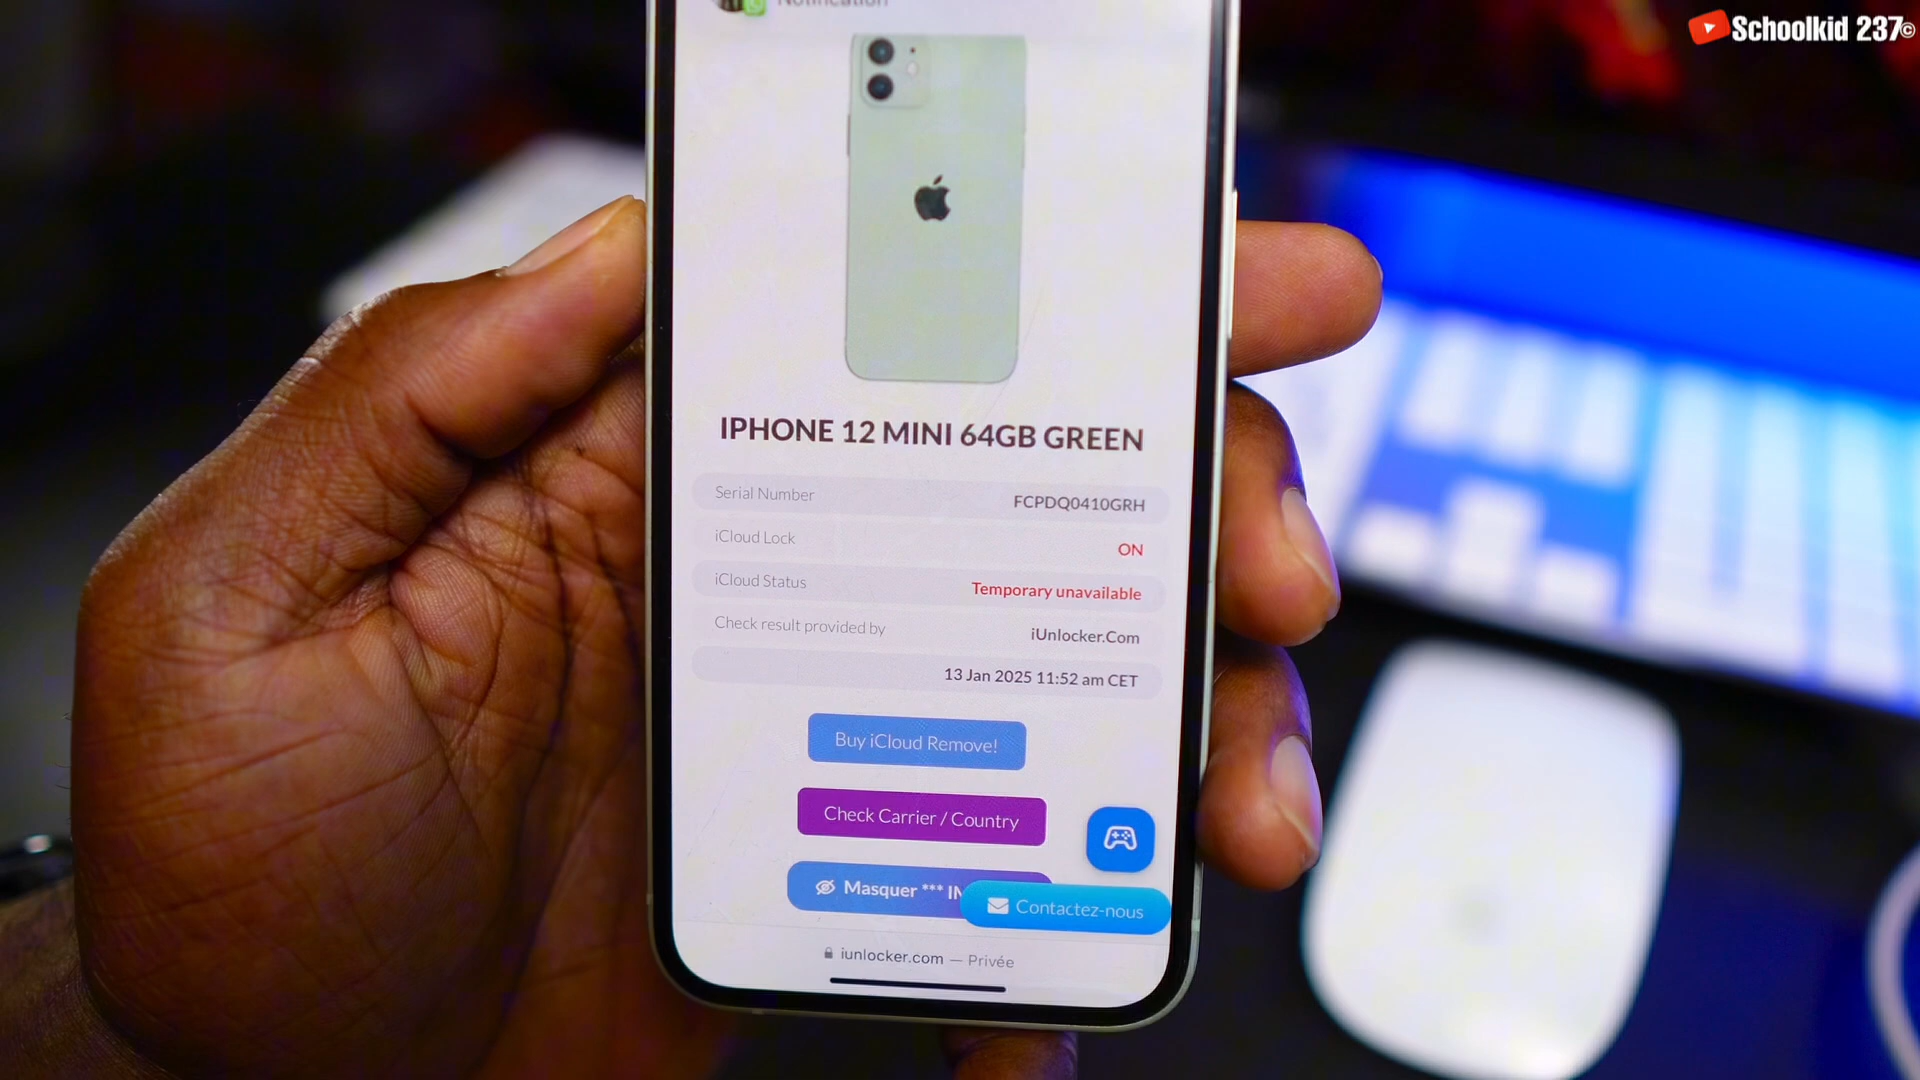 Schoolkid 237©
Notification
IPHONE 12 MINI 64GB GREEN
Serial Number FCPDQ0410GRH
iCloud Lock ON
iCloud Status Temporary unavailable
Check result provided by iUnlocker.Com
13 Jan 2025 11:52 am CET
Buy iCloud Remove!
Check Carrier / Country
Masquer ***
Contactez-nous
iunlocker.com — Privée